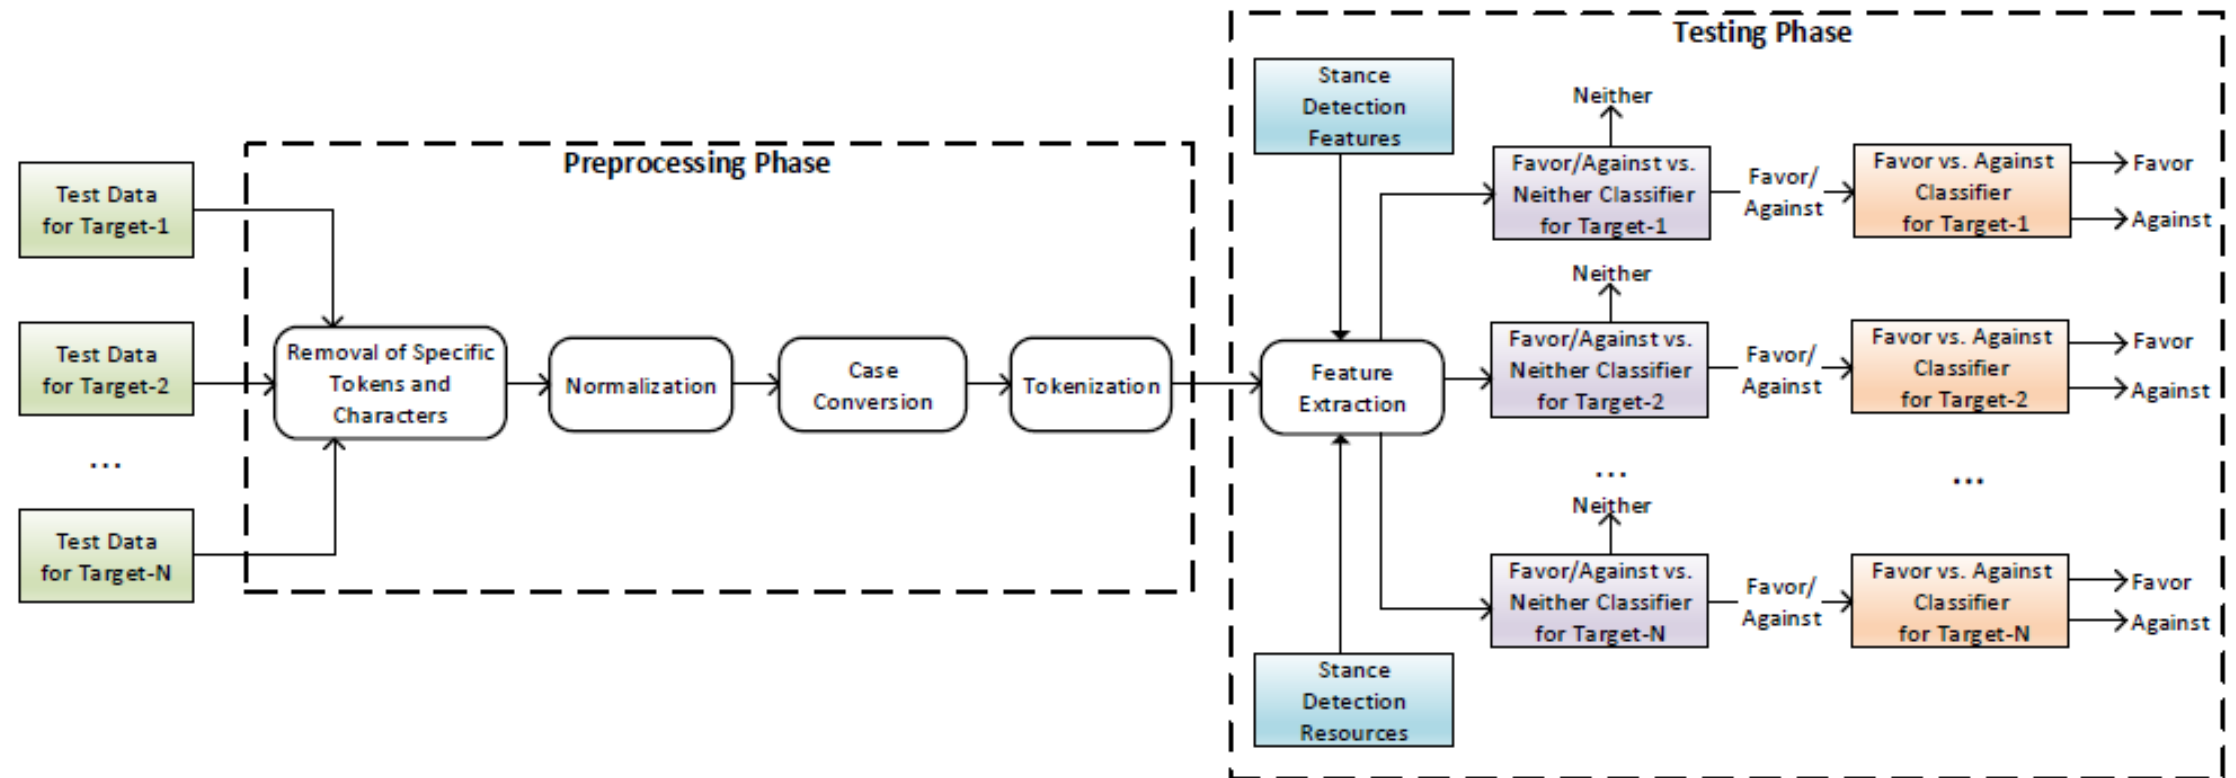 Testing Phase
Preprocessing Phase
Test Data
for Target-1
Test Data
for Target-2
...
Test Data
for Target-N
Removal of Specific
Tokens and
Characters
Normalization
Case
Conversion
Tokenization
Stance
Detection
Features
Feature
Extraction
Stance
Detection
Resources
Neither
Favor/Against vs.
Neither Classifier
for Target-1
Favor/
Against
Favor vs. Against
Classifier
for Target-1
Favor
Against
Neither
Favor/Against vs.
Neither Classifier
for Target-2
Favor/
Against
Favor vs. Against
Classifier
for Target-2
Favor
Against
...
...
Neither
Favor/Against vs.
Neither Classifier
for Target-N
Favor/
Against
Favor vs. Against
Classifier
for Target-N
Favor
Against